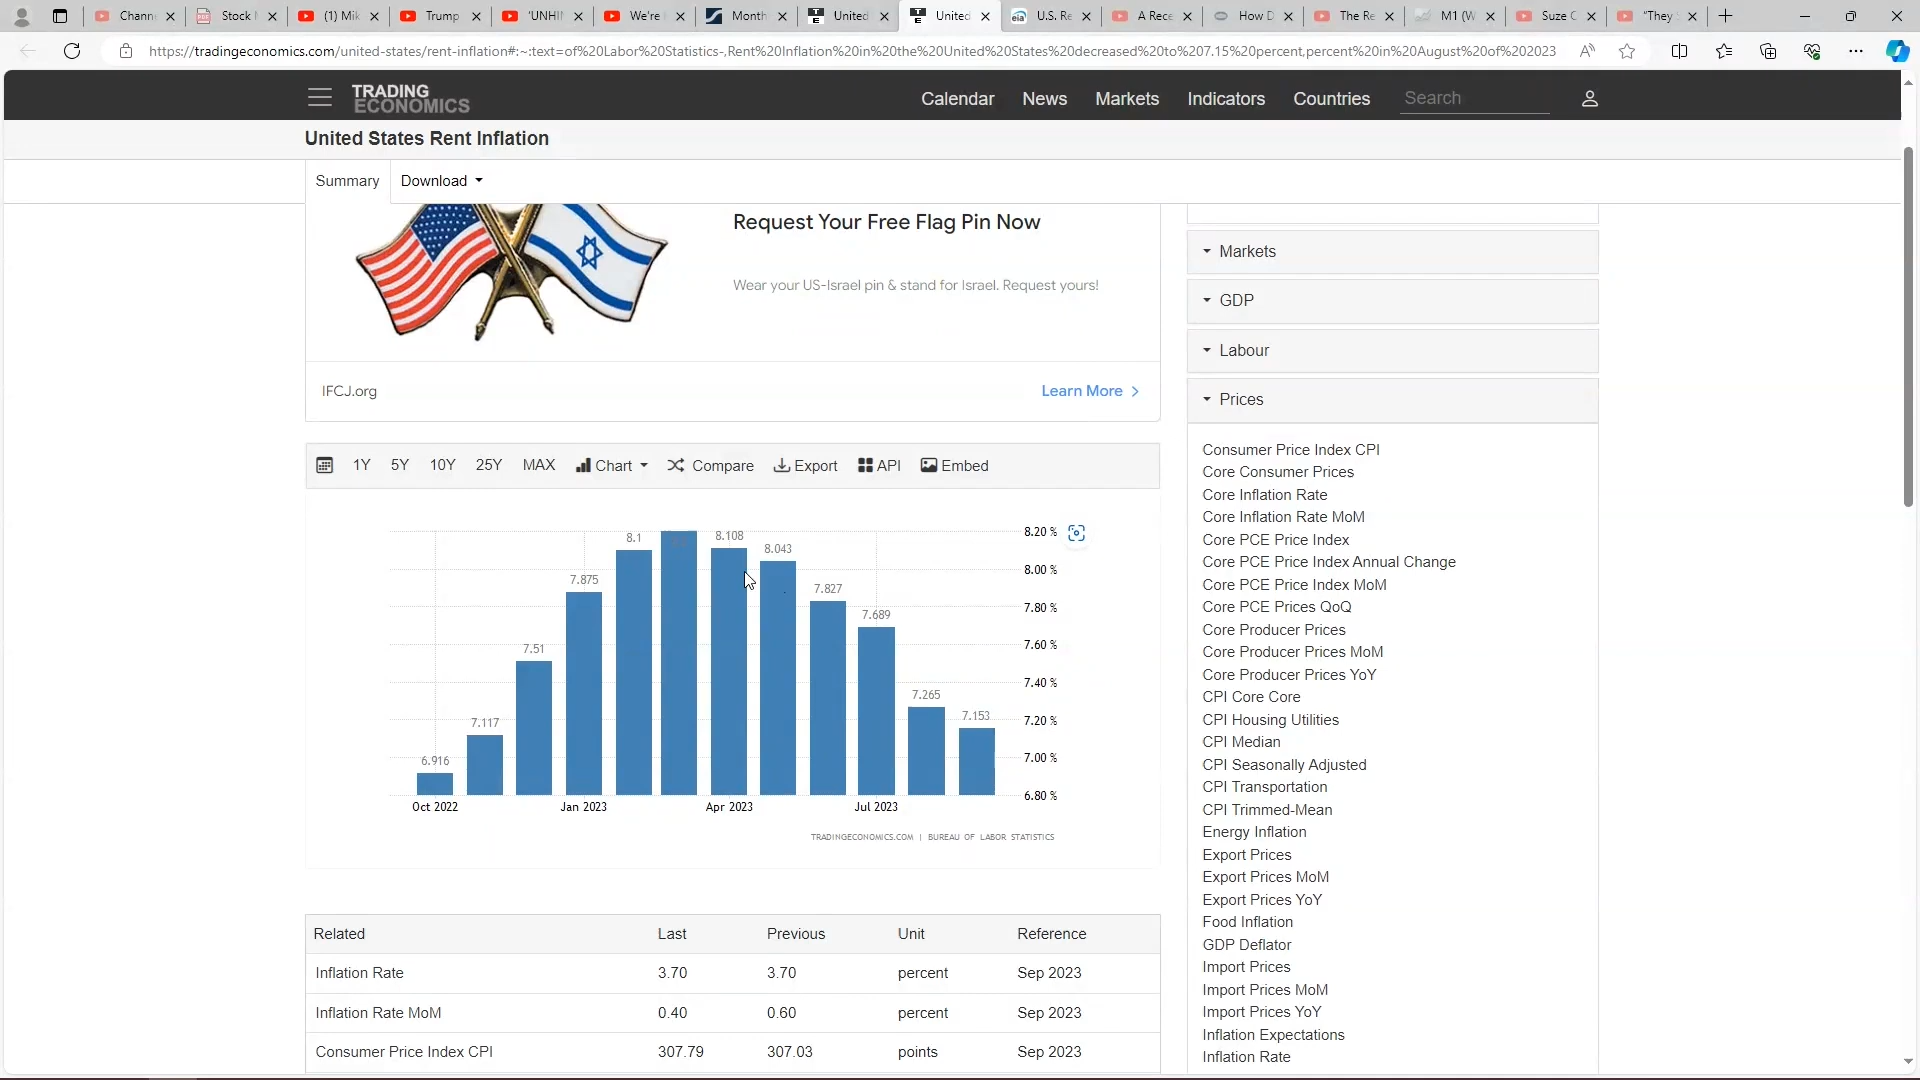 Chann
Stock
(1) Mik
Trump
'UNHI
We're
Month
United
United
U.S. Re
A Rece
How D
The Re
M1 (W
Suze C
"They
https://tradingeconomics.com/united-states/rent-inflation#:~:text=of%20Labor%20Statistics-,Rent%20Inflation%20in%20the%20United%20States%20decreased%20to%207.15%20percent,percent%20in%20August%20of%202023
TRADING
ECONOMICS
Calendar News Markets Indicators Countries Search
United States Rent Inflation
Summary Download
Request Your Free Flag Pin Now
Wear your US-Israel pin & stand for Israel. Request yours!
IFCJ.org
Learn More >
1Y 5Y 10Y 25Y MAX Chart Compare Export API Embed
8.20 %
8.00 %
7.80 %
7.60 %
7.40 %
7.20 %
7.00 %
6.80 %
6.916
7.117
7.51
7.875
8.1
8.108
8.043
7.827
7.689
7.265
7.153
Oct 2022 Jan 2023 Apr 2023 Jul 2023
TRADINGECONOMICS.COM | BUREAU OF LABOR STATISTICS
Related Last Previous Unit Reference
Inflation Rate 3.70 3.70 percent Sep 2023
Inflation Rate MoM 0.40 0.60 percent Sep 2023
Consumer Price Index CPI 307.79 307.03 points Sep 2023
Markets
GDP
Labour
Prices
Consumer Price Index CPI
Core Consumer Prices
Core Inflation Rate
Core Inflation Rate MoM
Core PCE Price Index
Core PCE Price Index Annual Change
Core PCE Price Index MoM
Core PCE Prices QoQ
Core Producer Prices
Core Producer Prices MoM
Core Producer Prices YoY
CPI Core Core
CPI Housing Utilities
CPI Median
CPI Seasonally Adjusted
CPI Transportation
CPI Trimmed-Mean
Energy Inflation
Export Prices
Export Prices MoM
Export Prices YoY
Food Inflation
GDP Deflator
Import Prices
Import Prices MoM
Import Prices YoY
Inflation Expectations
Inflation Rate